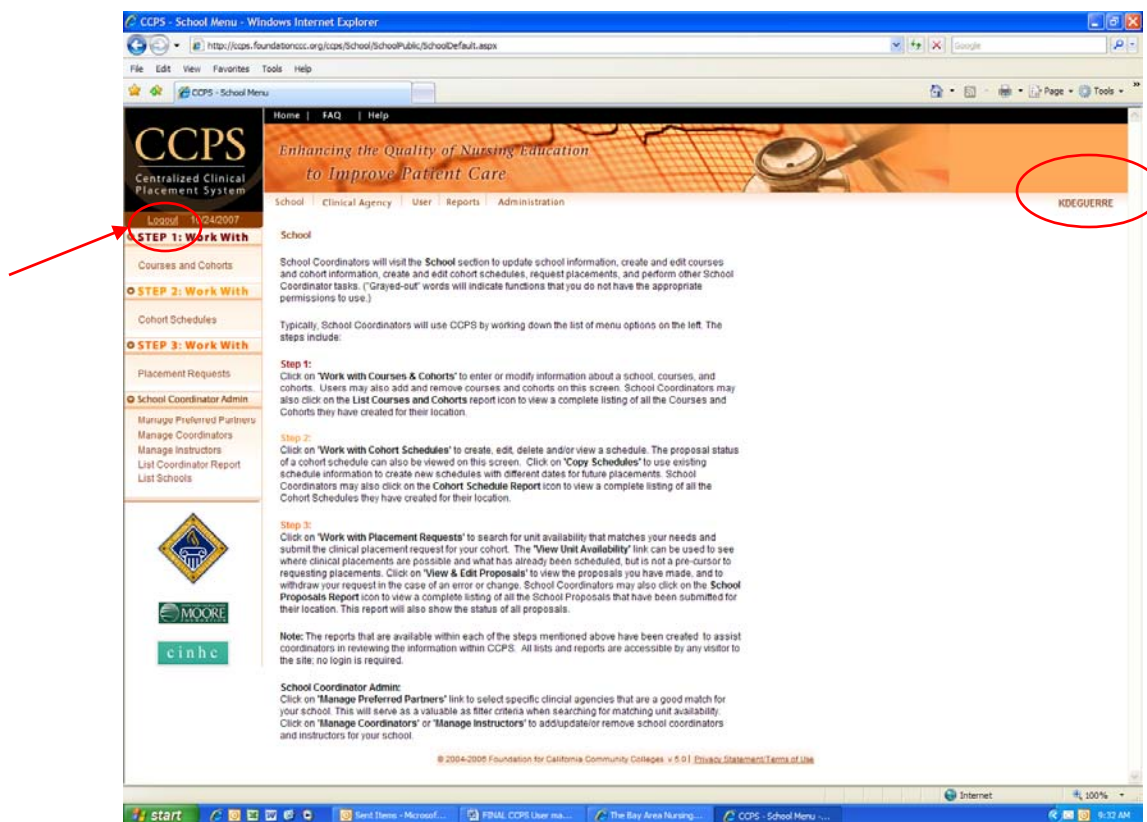 CCPS - School Menu - Windows Internet Explorer
http://ccps.foundationccc.org/ccps/School/SchoolPublic/SchoolDefault.aspx
Google
File Edit View Favorites Tools Help
CCPS - School Menu
Page Tools
Home | FAQ | Help
CCPS
Centralized Clinical
Placement System
Enhancing the Quality of Nursing Education
to Improve Patient Care
School Clinical Agency User Reports Administration
KDEGUERRE
Logout 10/24/2007
STEP 1: Work With
Courses and Cohorts
STEP 2: Work With
Cohort Schedules
STEP 3: Work With
Placement Requests
School Coordinator Admin
Manage Preferred Partners
Manage Coordinators
Manage Instructors
List Coordinator Report
List Schools
MOORE
cinhc
School
School Coordinators will visit the School section to update school information, create and edit courses
and cohort information, create and edit cohort schedules, request placements, and perform other School
Coordinator tasks. ("Grayed-out' words will indicate functions that you do not have the appropriate
permissions to use.)
Typically, School Coordinators will use CCPS by working down the list of menu options on the left. The
steps include:
Step 1:
Click on 'Work with Courses & Cohorts' to enter or modify information about a school, courses, and
cohorts. Users may also add and remove courses and cohorts on this screen. School Coordinators may
also click on the List Courses and Cohorts report icon to view a complete listing of all the Courses and
Cohorts they have created for their location.
Step 2:
Click on 'Work with Cohort Schedules' to create, edit, delete and/or view a schedule. The proposal status
of a cohort schedule can also be viewed on this screen. Click on 'Copy Schedules' to use existing
schedule information to create new schedules with different dates for future placements. School
Coordinators may also click on the Cohort Schedule Report icon to view a complete listing of all the
Cohort Schedules they have created for their location.
Step 3:
Click on 'Work with Placement Requests' to search for unit availability that matches your needs and
submit the clinical placement request for your cohort. The 'View Unit Availability' link can be used to see
where clinical placements are possible and what has already been scheduled, but is not a pre-cursor to
requesting placements. Click on 'View & Edit Proposals' to view the proposals you have made, and to
withdraw your request in the case of an error or change. School Coordinators may also click on the School
Proposals Report icon to view a complete listing of all the School Proposals that have been submitted for
their location. This report will also show the status of all proposals.
Note: The reports that are available within each of the steps mentioned above have been created to assist
coordinators in reviewing the information within CCPS. All lists and reports are accessible by any visitor to
the site; no login is required.
School Coordinator Admin:
Click on 'Manage Preferred Partners' link to select specific clincial agencies that are a good match for
your school. This will serve as a valuable as filter criteria when searching for matching unit availability.
Click on 'Manage Coordinators' or 'Manage Instructors' to add/update/or remove school coordinators
and instructors for your school.
© 2004-2006 Foundation for California Community Colleges v 5.0 | Privacy Statement/Terms of Use
Internet 100%
start Sent Items - Microsof... FINAL CCPS User ma... The Bay Area Nursing... CCPS - School Menu -... 9:32 AM